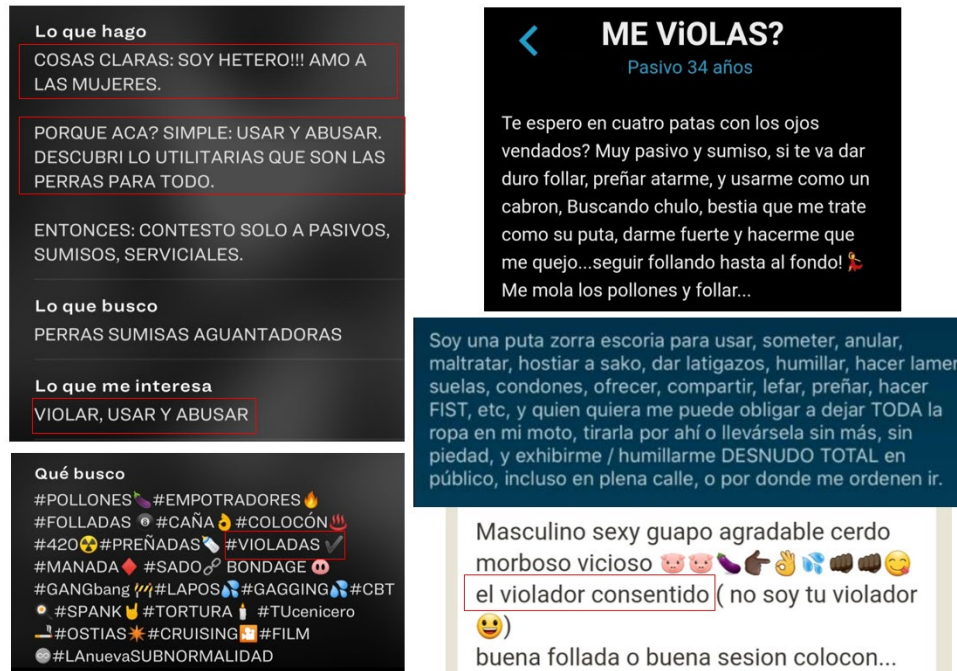 Lo que hago
COSAS CLARAS: SOY HETERO!!! AMO A
LAS MUJERES.
PORQUE ACA? SIMPLE: USAR Y ABUSAR.
DESCUBRI LO UTILITARIAS QUE SON LAS
PERRAS PARA TODO.
ENTONCES: CONTESTO SOLO A PASIVOS,
SUMISOS, SERVICIALES.
Lo que busco
PERRAS SUMISAS AGUANTADORAS
Lo que me interesa
VIOLAR, USAR Y ABUSAR
Qué busco
#POLLONES🍆#EMPOTRADORES🔥
#FOLLADAS #CAÑA👌#COLOCÓN♨️
#420☢️#PREÑADAS🍼#VIOLADAS✔️
#MANADA♦️#SADO🔗 BONDAGE 🐽
#GANGbang #LAPOS💦#GAGGING💦#CBT
🍳#SPANK🤘#TORTURA🕯️#TUcenicero
🚬#OSTIAS💥#CRUISING🎦#FILM
#LAnuevaSUBNORMALIDAD
ME ViOLAS?
Pasivo 34 años
Te espero en cuatro patas con los ojos
vendados? Muy pasivo y sumiso, si te va dar
duro follar, preñar atarme, y usarme como un
cabron, Buscando chulo, bestia que me trate
como su puta, darme fuerte y hacerme que
me quejo...seguir follando hasta al fondo! 💃
Me mola los pollones y follar...
Soy una puta zorra escoria para usar, someter, anular,
maltratar, hostiar a sako, dar latigazos, humillar, hacer lamer
suelas, condones, ofrecer, compartir, lefar, preñar, hacer
FIST, etc, y quien quiera me puede obligar a dejar TODA la
ropa en mi moto, tirarla por ahí o llevársela sin más, sin
piedad, y exhibirme / humillarme DESNUDO TOTAL en
público, incluso en plena calle, o por donde me ordenen ir.
Masculino sexy guapo agradable cerdo
morboso vicioso 🐷🐷🍆👉🏿👌💦👊🏿👊🏿😋
el violador consentido ( no soy tu violador
😀)
buena follada o buena sesion colocon...